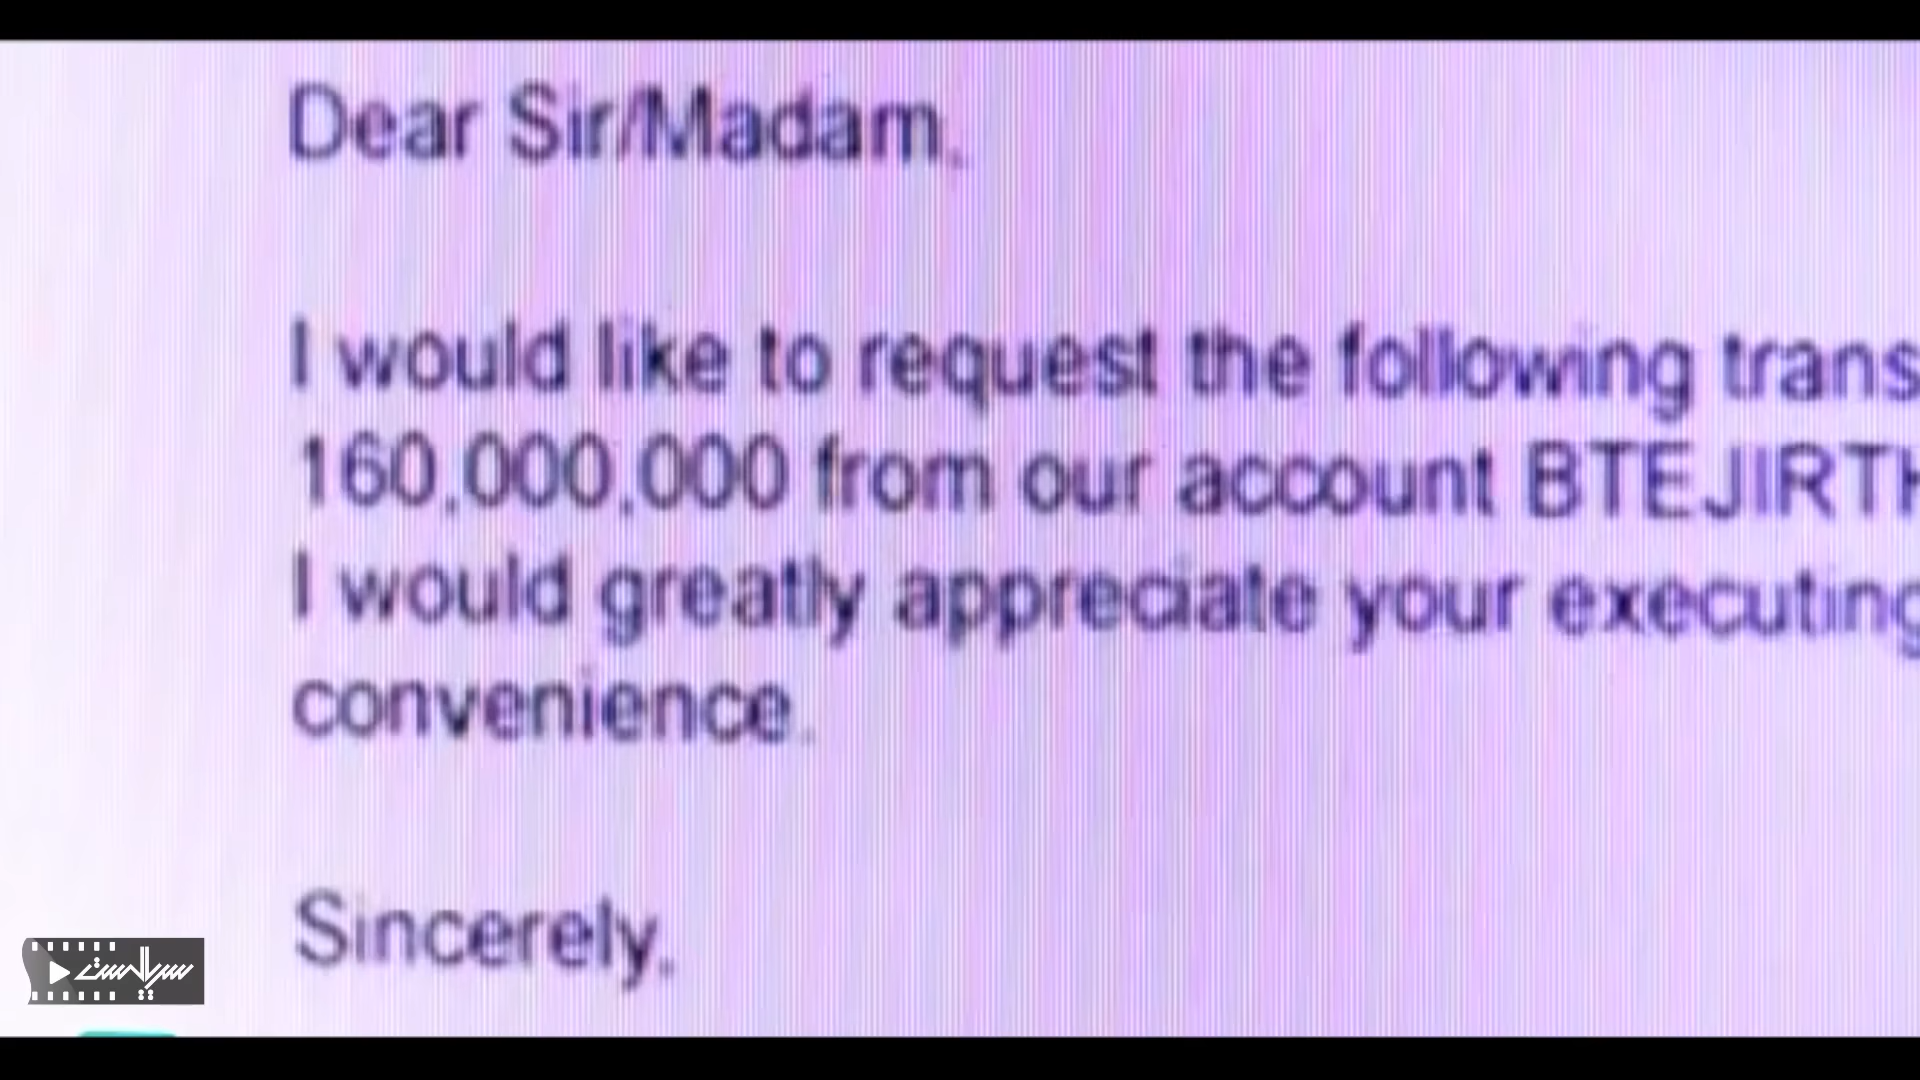 Dear Sir/Madam,
I would like to request the following trans
160,000,000 from our account BTEJIRTH
I would greatly appreciate your executing
convenience.
Sincerely,